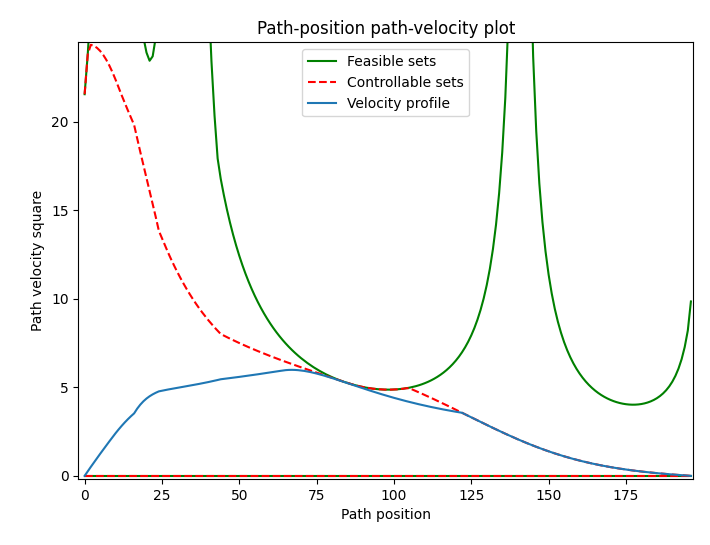 Path-position path-velocity plot
Feasible sets
Controllable sets
Velocity profile
Path velocity square
20
15
10
5
0
0 25 50 75 100 125 150 175
Path position